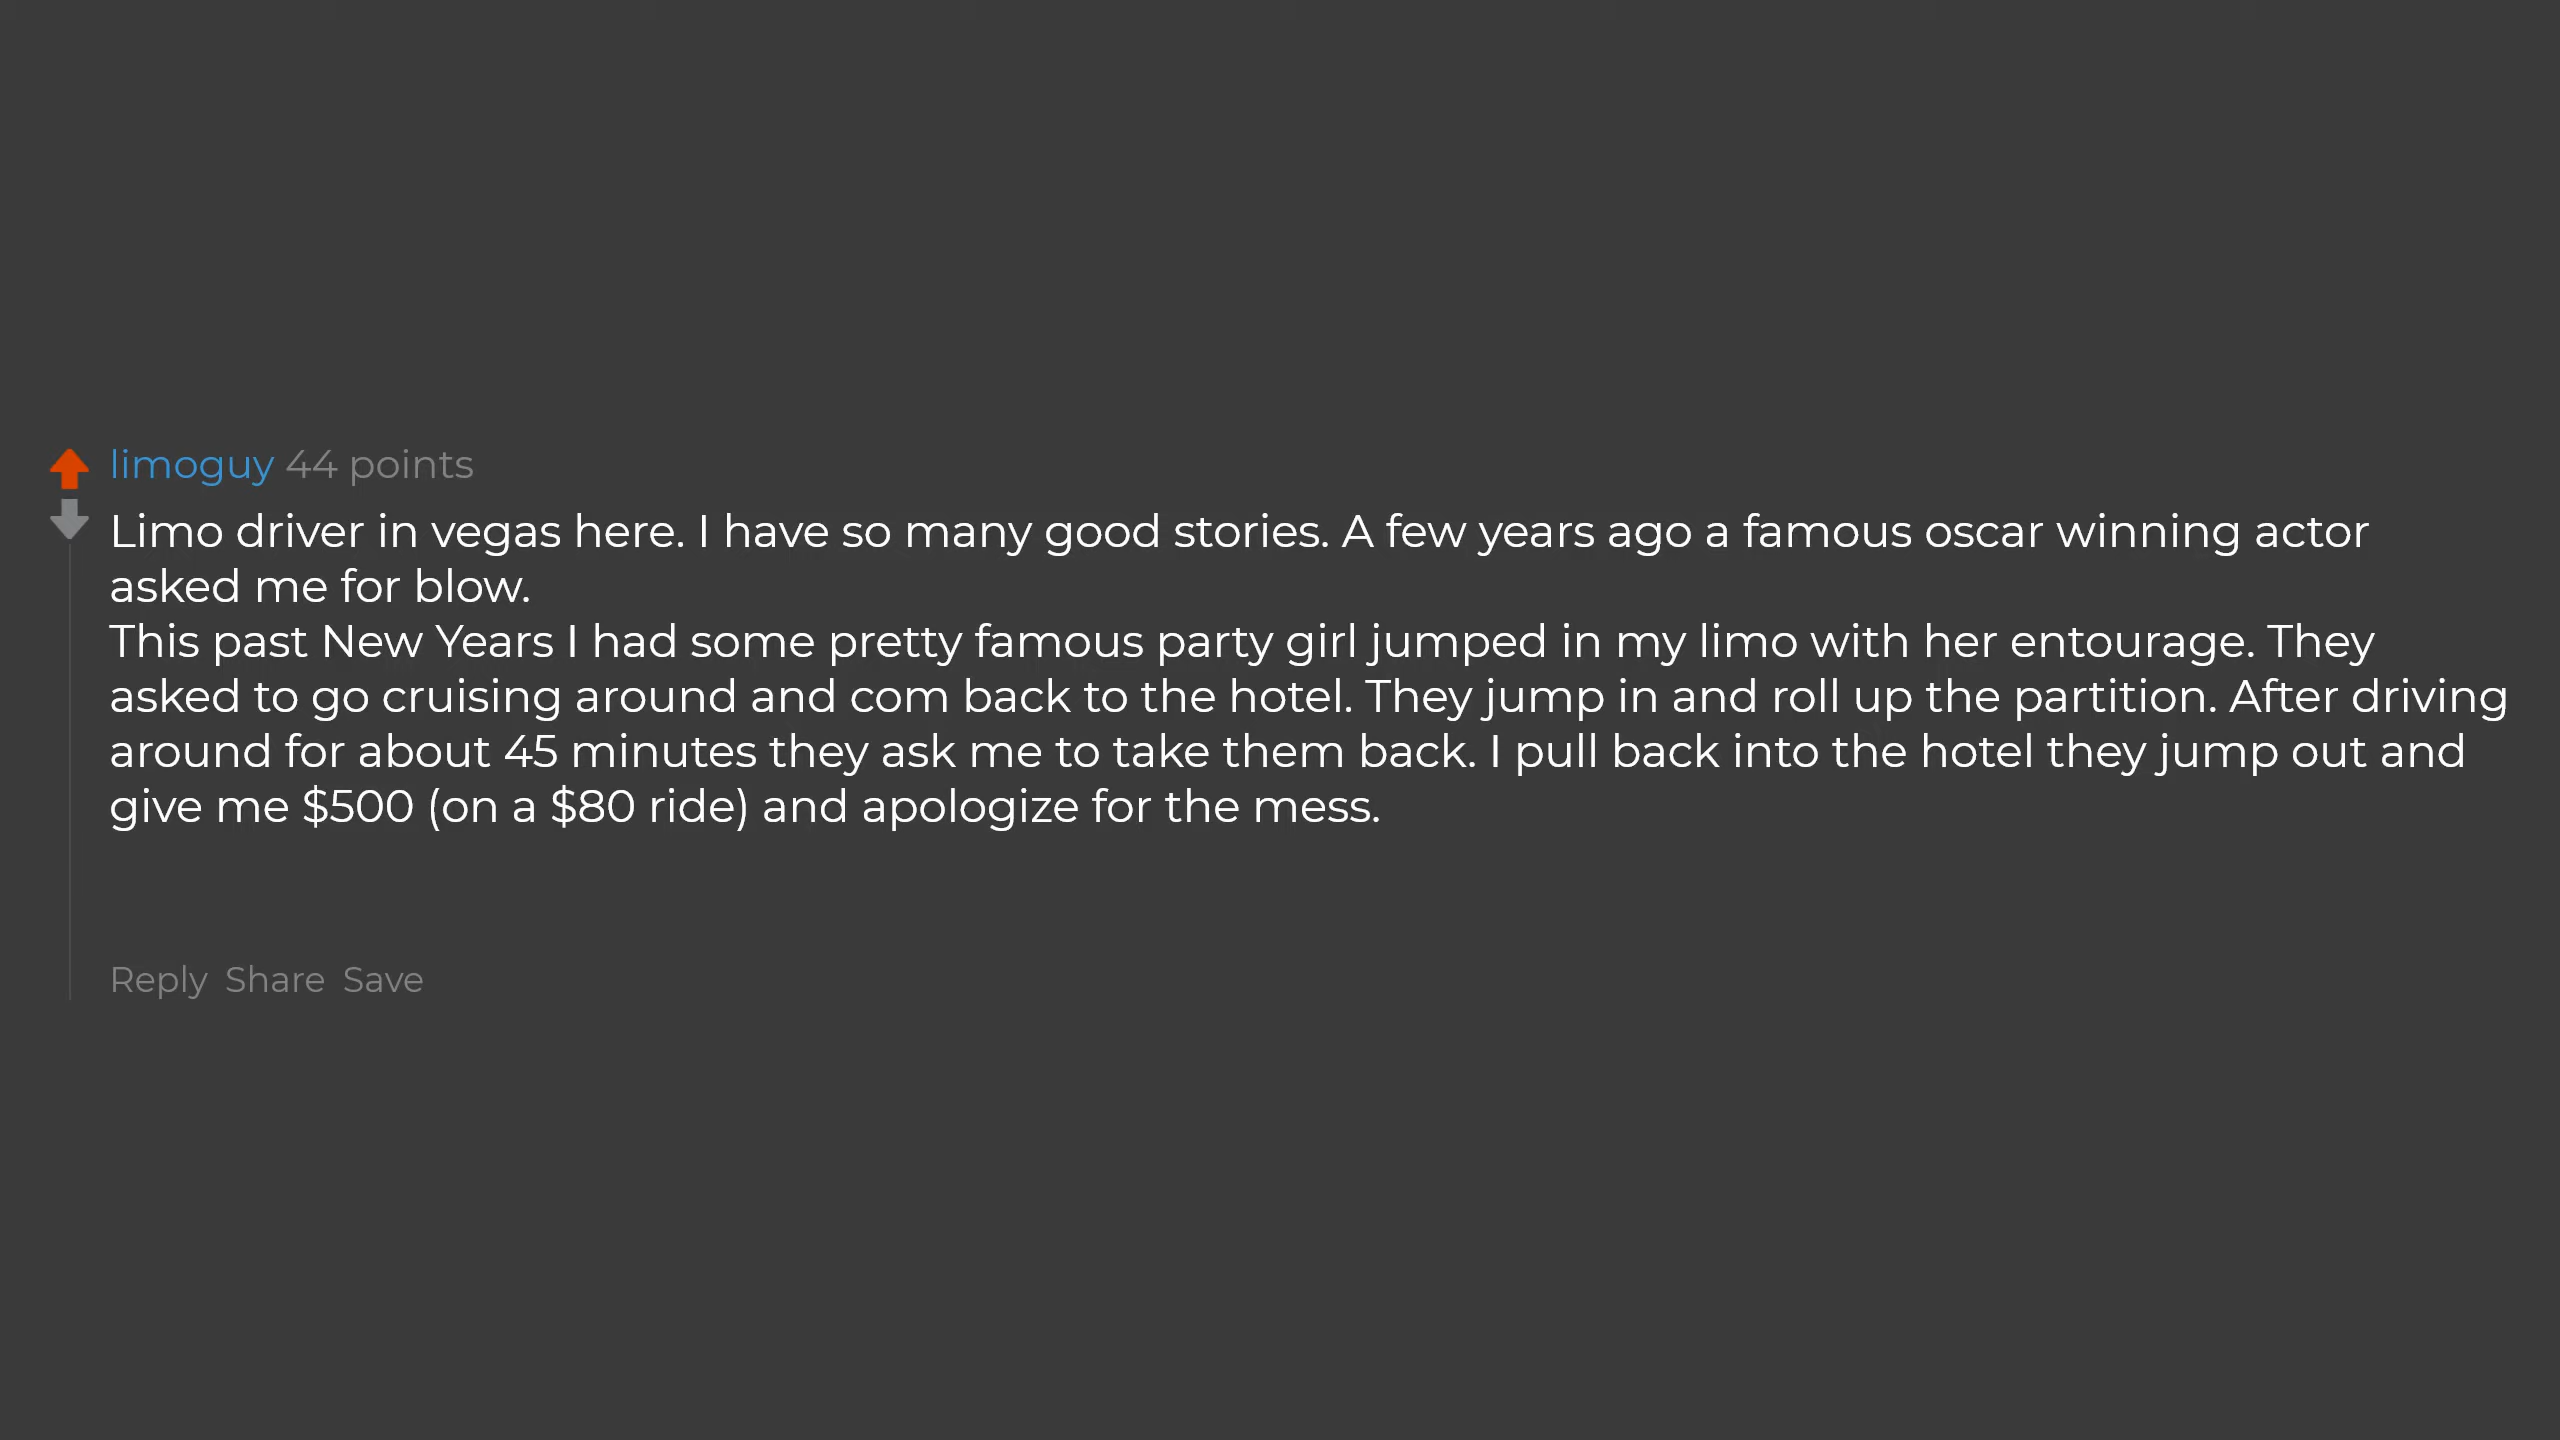 limoguy 44 points
Limo driver in vegas here. I have so many good stories. A few years ago a famous oscar winning actor
asked me for blow.
This past New Years I had some pretty famous party girl jumped in my limo with her entourage. They
asked to go cruising around and com back to the hotel. They jump in and roll up the partition. After driving
around for about 45 minutes they ask me to take them back. I pull back into the hotel they jump out and
give me $500 (on a $80 ride) and apologize for the mess.
Reply Share Save